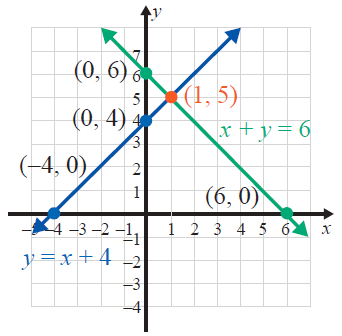 y
7
(0, 6)
6
5
(1, 5)
(0, 4)
4
x + y = 6
3
(−4, 0)
2
1
(6, 0)
−4 −3 −2 −1
1 2 3 4 5 6
x
−1
y = x + 4
−2
−3
−4